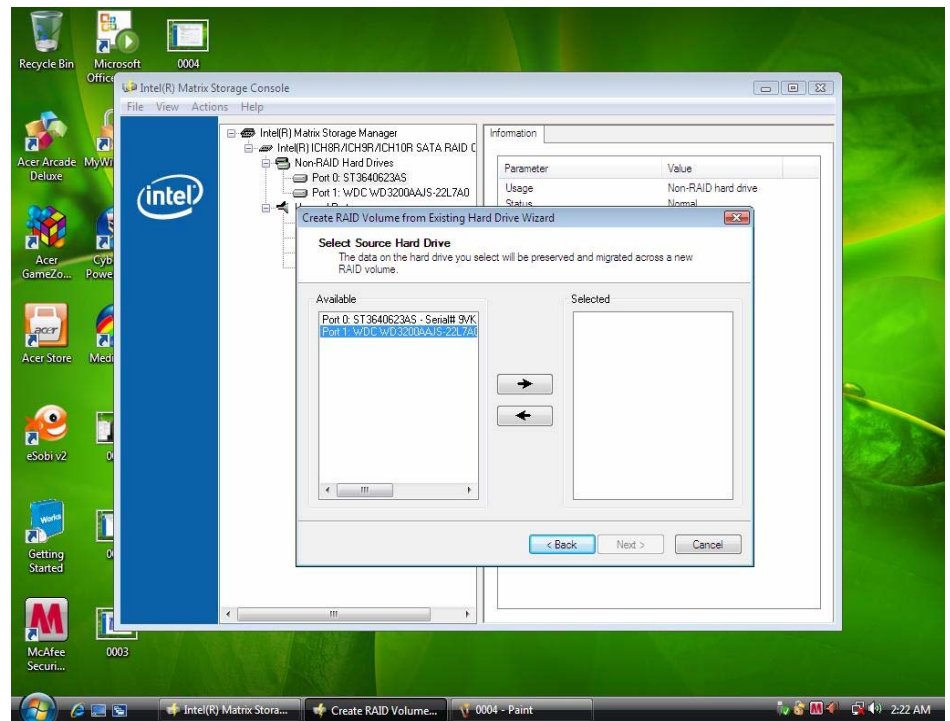 Recycle Bin
Microsoft
Office
0004
Intel(R) Matrix Storage Console
File View Actions Help
Acer Arcade
Deluxe
intel
Intel(R) Matrix Storage Manager
Intel(R) ICH8R/ICH9R/ICH10R SATA RAID
Non-RAID Hard Drives
Port 0: ST3640623AS
Port 1: WDC WD3200AAJS-22L7A0
Information
Parameter Value
Usage Non-RAID hard drive
Status Normal
Create RAID Volume from Existing Hard Drive Wizard
Select Source Hard Drive
The data on the hard drive you select will be preserved and migrated across a new
RAID volume.
Available
Selected
Port 0: ST3640623AS - Serial# 9VK
Port 1: WDC WD3200AAJS-22L7A0
< Back
Next >
Cancel
Acer
GameZo...
Cyb
Powe
acer
Acer Store
Medi
eSobi v2
Works
Getting
Started
McAfee
Securi...
0003
Intel(R) Matrix Stora...
Create RAID Volume...
0004 - Paint
2:22 AM